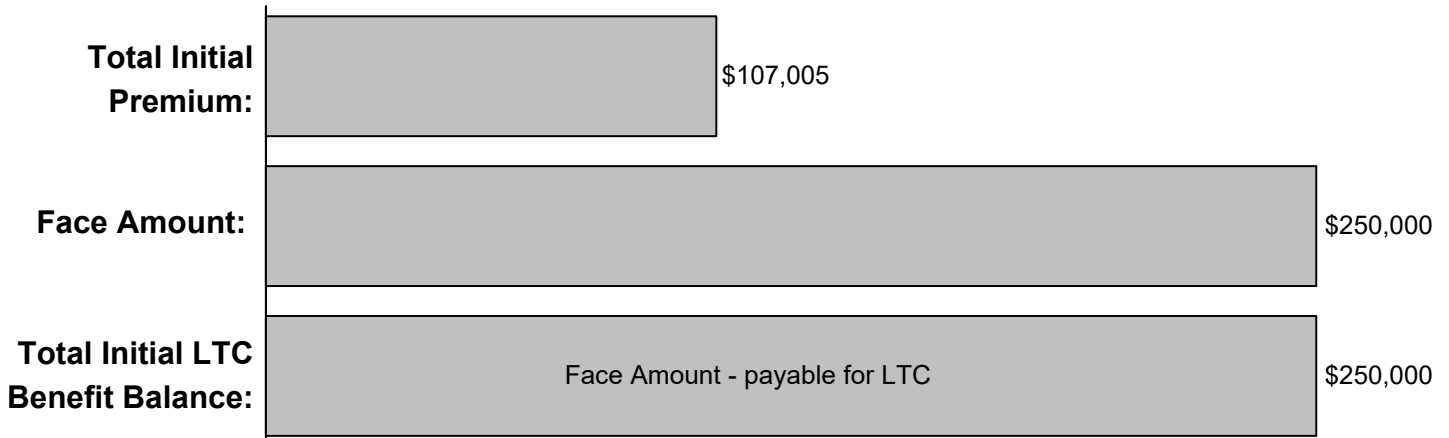 Total Initial
Premium:
$107,005
Face Amount:
$250,000
Total Initial LTC
Benefit Balance:
Face Amount - payable for LTC
$250,000